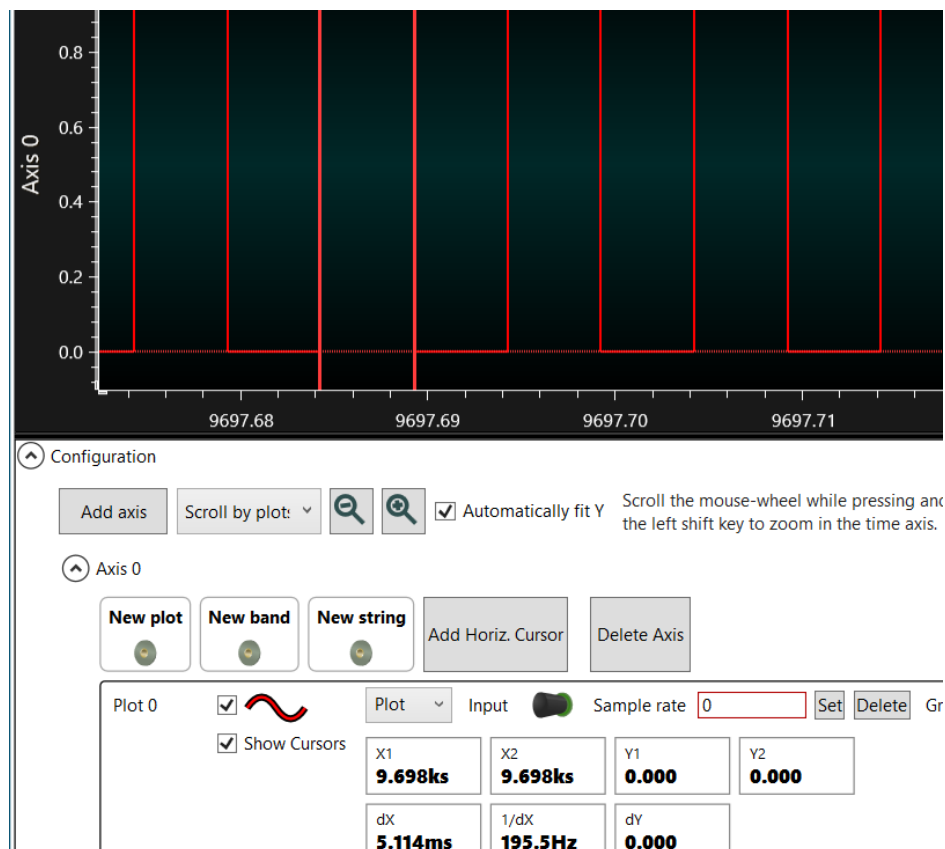 0.8
0.6
0.4
0.2
0.0
Axis 0
9697.68 9697.69 9697.70 9697.71
Configuration
Add axis Scroll by plot: Automatically fit Y Scroll the mouse-wheel while pressing and
the left shift key to zoom in the time axis.
Axis 0
New plot New band New string Add Horiz. Cursor Delete Axis
Plot 0 Plot Input Sample rate 0 Set Delete Gr
Show Cursors
X1 X2 Y1 Y2
9.698ks 9.698ks 0.000 0.000
dX 1/dX dY
5.114ms 195.5Hz 0.000